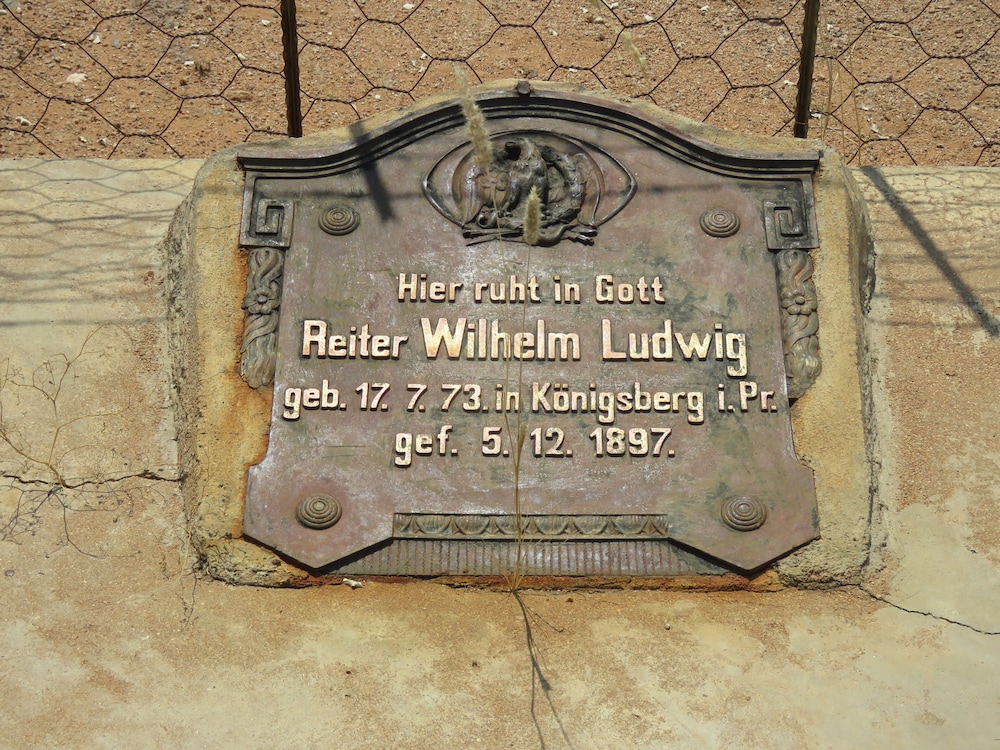 Hier ruht in Gott
Reiter Wilhelm Ludwig
geb. 17. 7. 73. in Königsberg i. Pr.
gef. 5. 12. 1897.